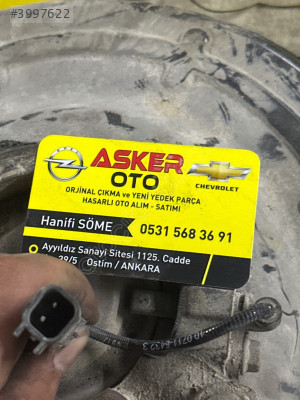 #3997622
ASKER
OTO
CHEVROLET
ORJİNAL ÇIKMA ve YENİ YEDEK PARÇA
HASARLI OTO ALIM - SATIMI
Hanifi SÖME
0531 568 36 91
Ayyıldız Sanayi Sitesi 1125. Cadde
39/5 Ostim / ANKARA